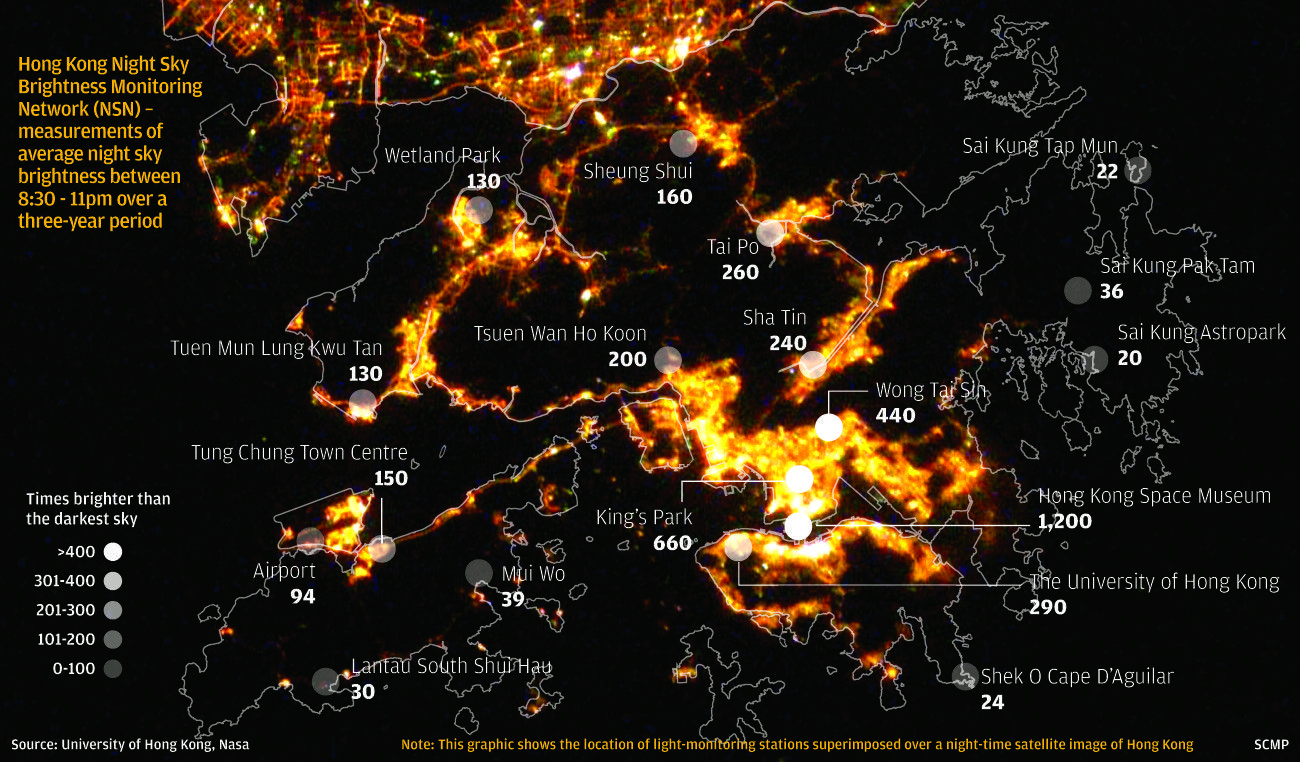 Hong Kong Night Sky
Brightness Monitoring
Network (NSN) –
measurements of
average night sky
brightness between
8:30 - 11pm over a
three-year period
Wetland Park
130
Sheung Shui
160
Sai Kung Tap Mun
22
Tai Po
260
Sai Kung Pak Tam
36
Sha Tin
240
Sai Kung Astropark
20
Tsuen Wan Ho Koon
200
Tuen Mun Lung Kwu Tan
130
Wong Tai Sin
440
Tung Chung Town Centre
150
Hong Kong Space Museum
1,200
King's Park
660
Airport
94
Mui Wo
39
The University of Hong Kong
290
Lantau South Shui Hau
30
Shek O Cape D'Aguilar
24
Times brighter than
the darkest sky
>400
301-400
201-300
101-200
0-100
Source: University of Hong Kong, Nasa
Note: This graphic shows the location of light-monitoring stations superimposed over a night-time satellite image of Hong Kong
SCMP